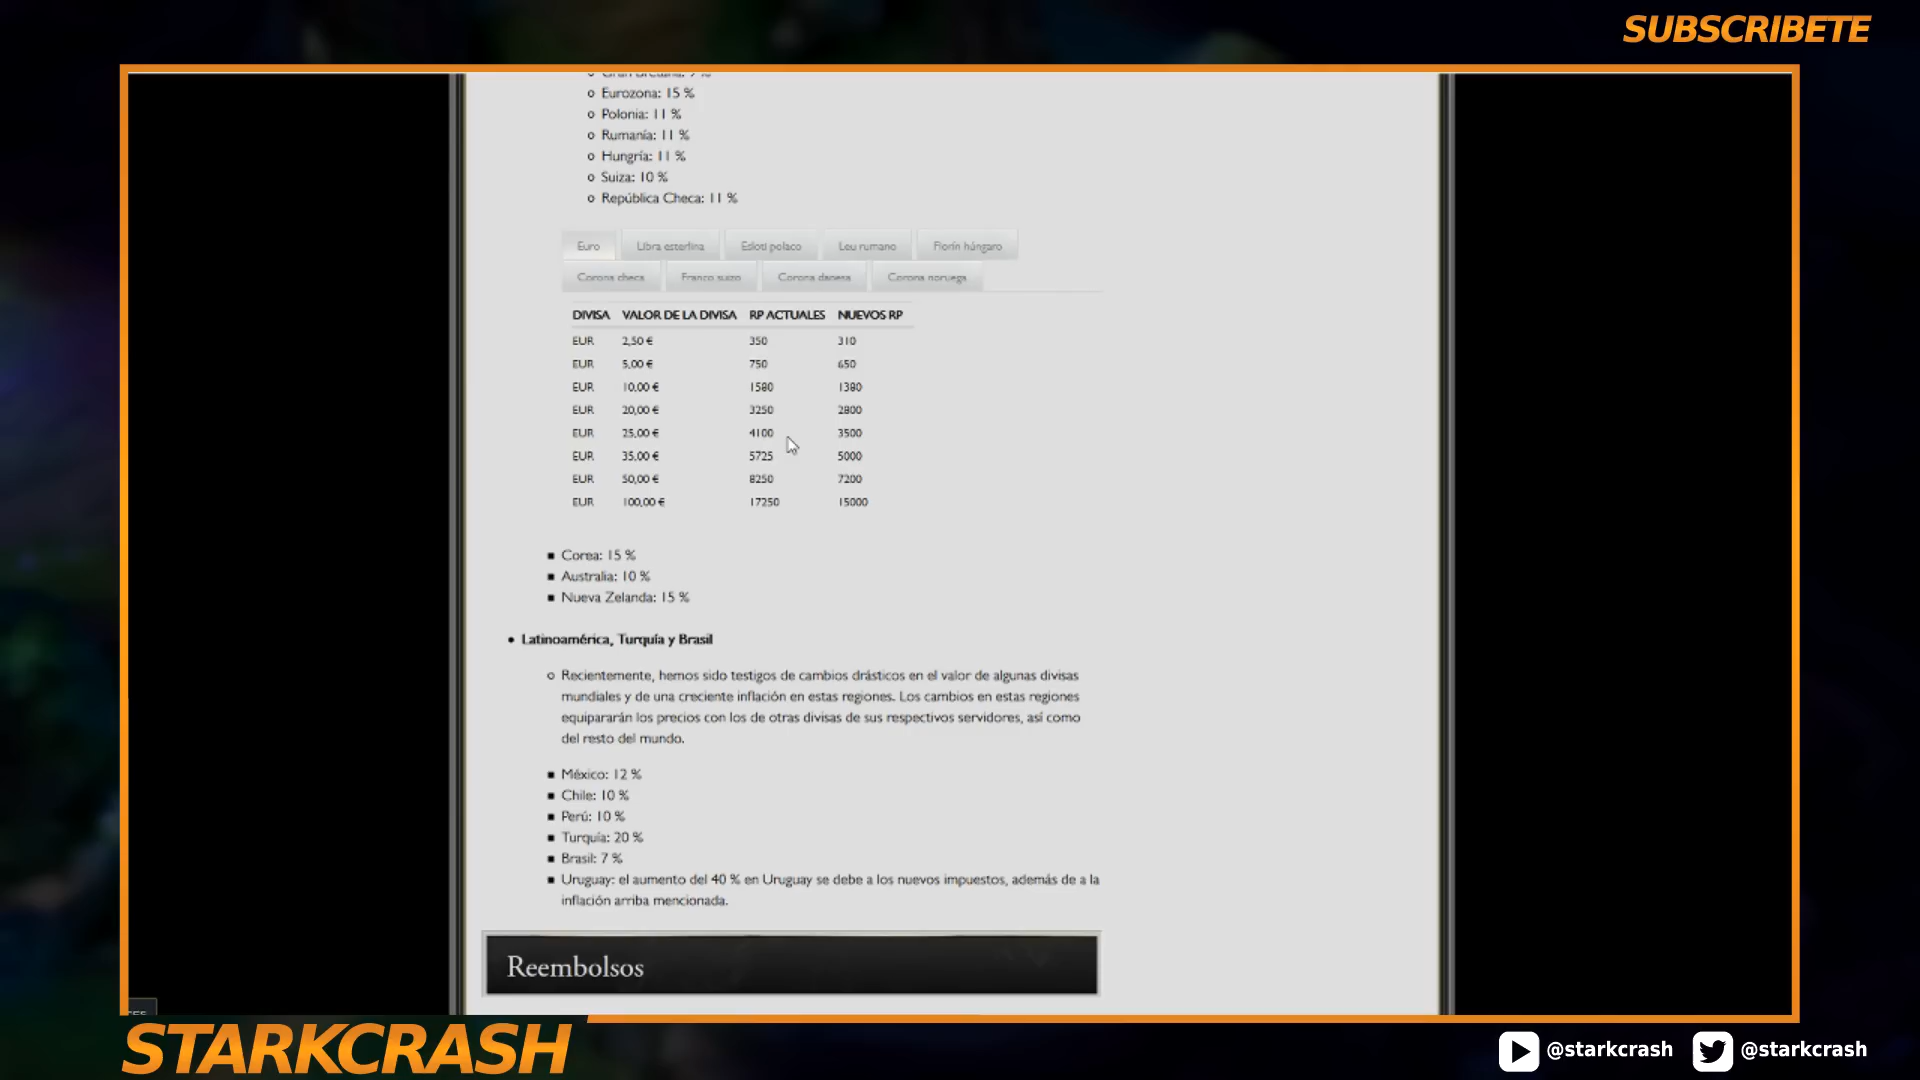 SUBSCRIBETE
Eurozona: 15 %
Polonia: 11 %
Rumanía: 11 %
Hungría: 11 %
Suiza: 10 %
República Checa: 11 %
Euro Libra esterlina Esloti polaco Leu rumano Florín húngaro
Corona checa Franco suizo Corona danesa Corona noruega
DIVISA VALOR DE LA DIVISA RP ACTUALES NUEVOS RP
EUR 2,50 € 350 310
EUR 5,00 € 750 650
EUR 10,00 € 1580 1380
EUR 20,00 € 3250 2800
EUR 25,00 € 4100 3500
EUR 35,00 € 5725 5000
EUR 50,00 € 8250 7200
EUR 100,00 € 17250 15000
Corea: 15 %
Australia: 10 %
Nueva Zelanda: 15 %
Latinoamérica, Turquía y Brasil
Recientemente, hemos sido testigos de cambios drásticos en el valor de algunas divisas
mundiales y de una creciente inflación en estas regiones. Los cambios en estas regiones
equipararán los precios con los de otras divisas de sus respectivos servidores, así como
del resto del mundo.
México: 12 %
Chile: 10 %
Perú: 10 %
Turquía: 20 %
Brasil: 7 %
Uruguay: el aumento del 40 % en Uruguay se debe a los nuevos impuestos, además de a la
inflación arriba mencionada.
Reembolsos
STARKCRASH
@starkcrash @starkcrash